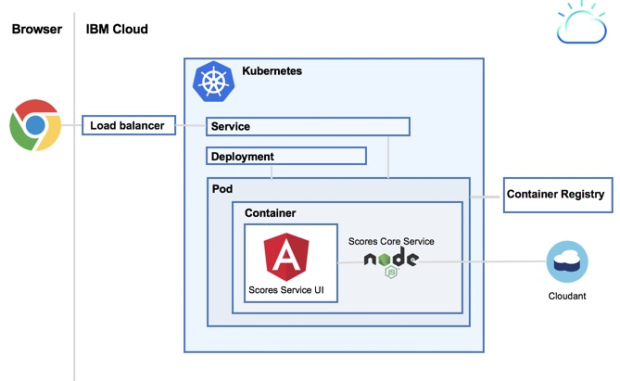 Browser
IBM Cloud
Kubernetes
Load balancer
Service
Deployment
Pod
Container Registry
Container
Scores Core Service
node
JS
A
Scores Service UI
Cloudant